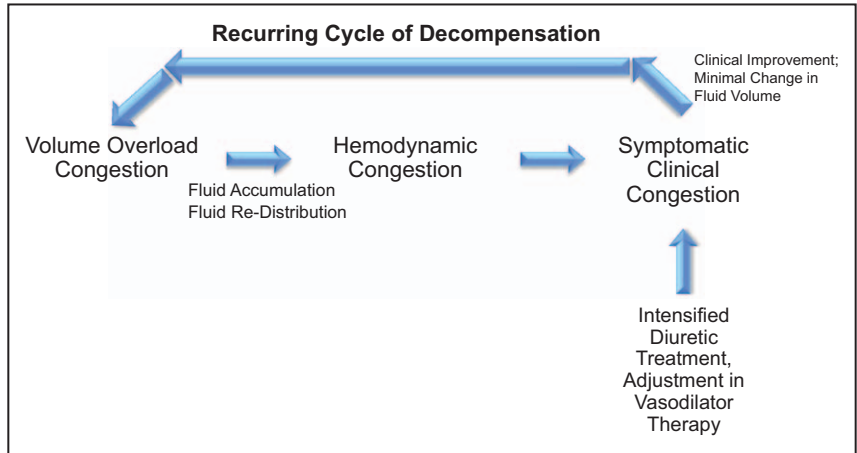 Recurring Cycle of Decompensation
Clinical Improvement;
Minimal Change in
Fluid Volume
Volume Overload
Congestion
Fluid Accumulation
Fluid Re-Distribution
Hemodynamic
Congestion
Symptomatic
Clinical
Congestion
Intensified
Diuretic
Treatment,
Adjustment in
Vasodilator
Therapy